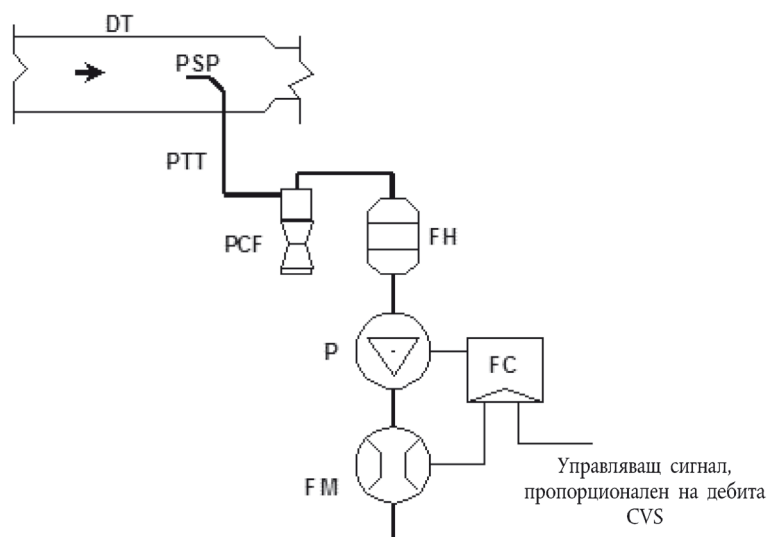 DT
PSP
PTT
PCF
FH
P
FC
FM
Управляващ сигнал,
пропорционален на дебита
CVS